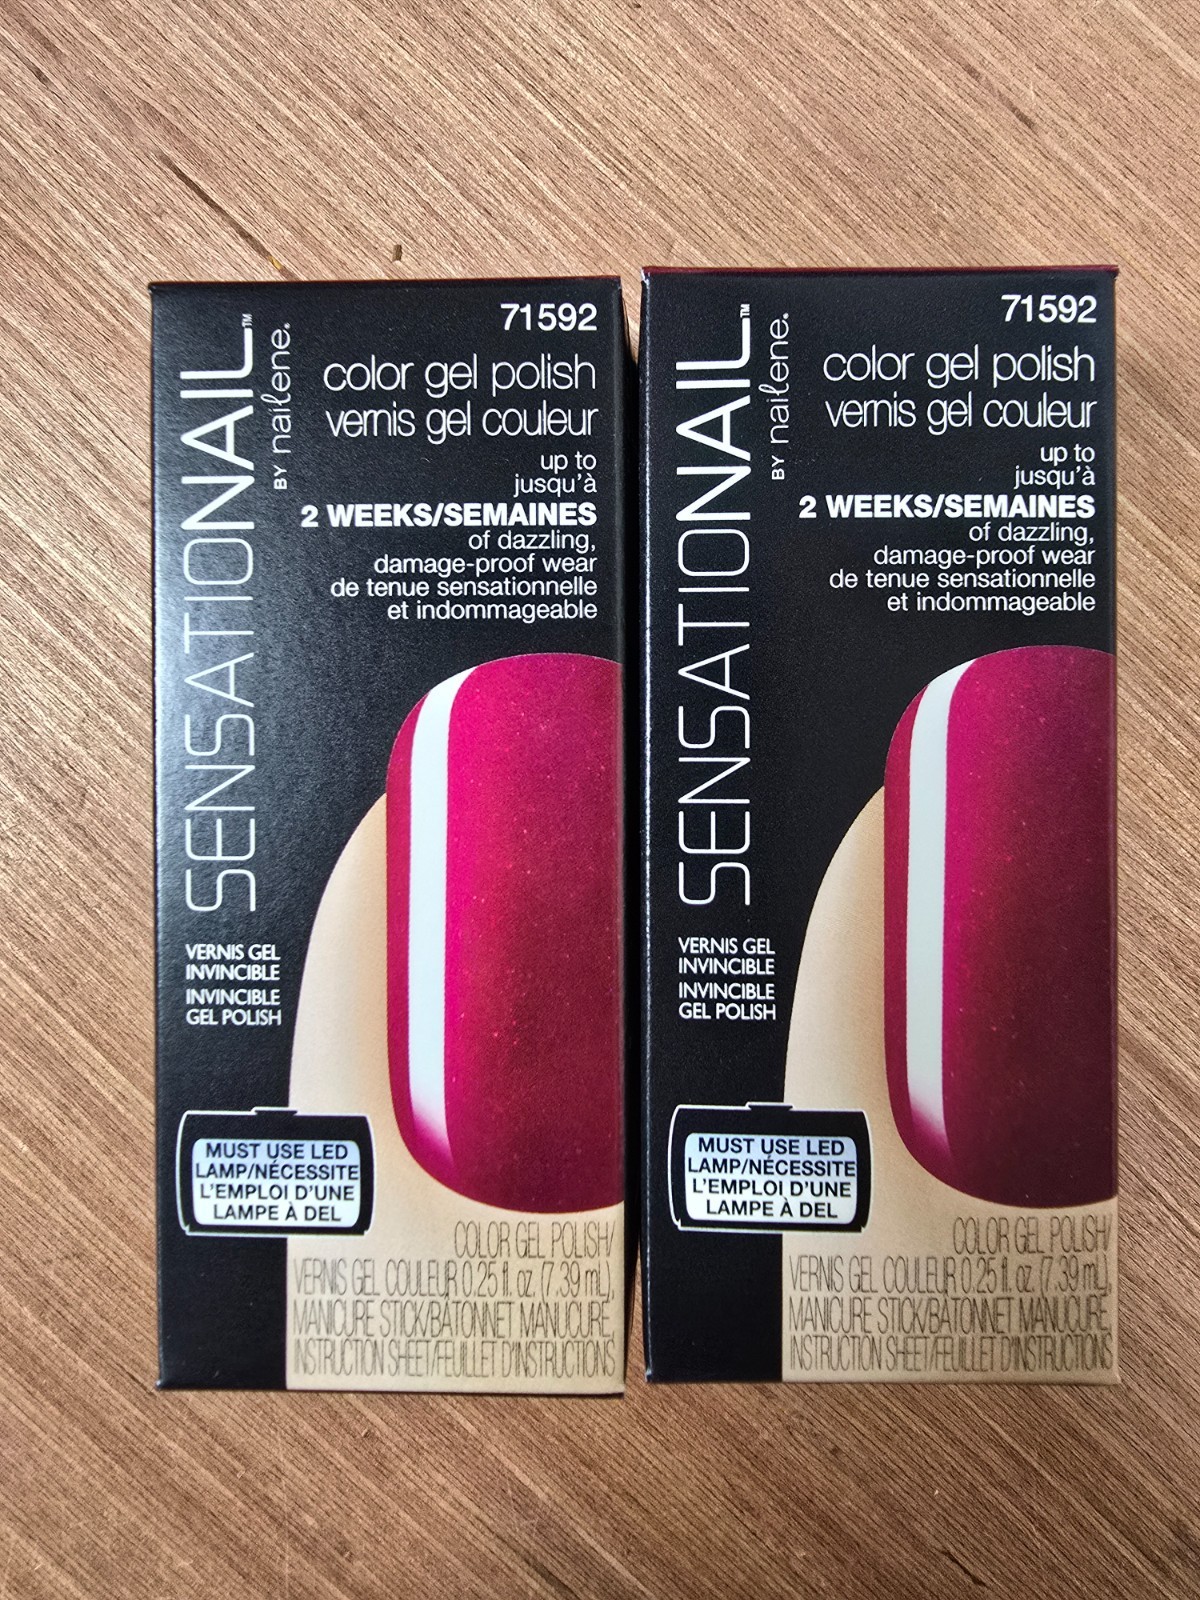 71592
color gel polish
vernis gel couleur
up to
jusqu'à
2 WEEKS/SEMAINES
of dazzling,
damage-proof wear
de tenue sensationnelle
et indommageable
SENSATIONAIL™
BY nailene®
VERNIS GEL
INVINCIBLE
INVINCIBLE
GEL POLISH
MUST USE LED
LAMP/NÉCESSITE
L'EMPLOI D'UNE
LAMPE À DEL
COLOR GEL POLISH/
VERNIS GEL COULEUR 0.25 fl. oz. (7.39 mL),
MANICURE STICK/BÂTONNET MANUCURE,
INSTRUCTION SHEET/FEUILLET D'INSTRUCTIONS
71592
color gel polish
vernis gel couleur
up to
jusqu'à
2 WEEKS/SEMAINES
of dazzling,
damage-proof wear
de tenue sensationnelle
et indommageable
SENSATIONAIL™
BY nailene®
VERNIS GEL
INVINCIBLE
INVINCIBLE
GEL POLISH
MUST USE LED
LAMP/NÉCESSITE
L'EMPLOI D'UNE
LAMPE À DEL
COLOR GEL POLISH/
VERNIS GEL COULEUR 0.25 fl. oz. (7.39 mL),
MANICURE STICK/BÂTONNET MANUCURE,
INSTRUCTION SHEET/FEUILLET D'INSTRUCTIONS